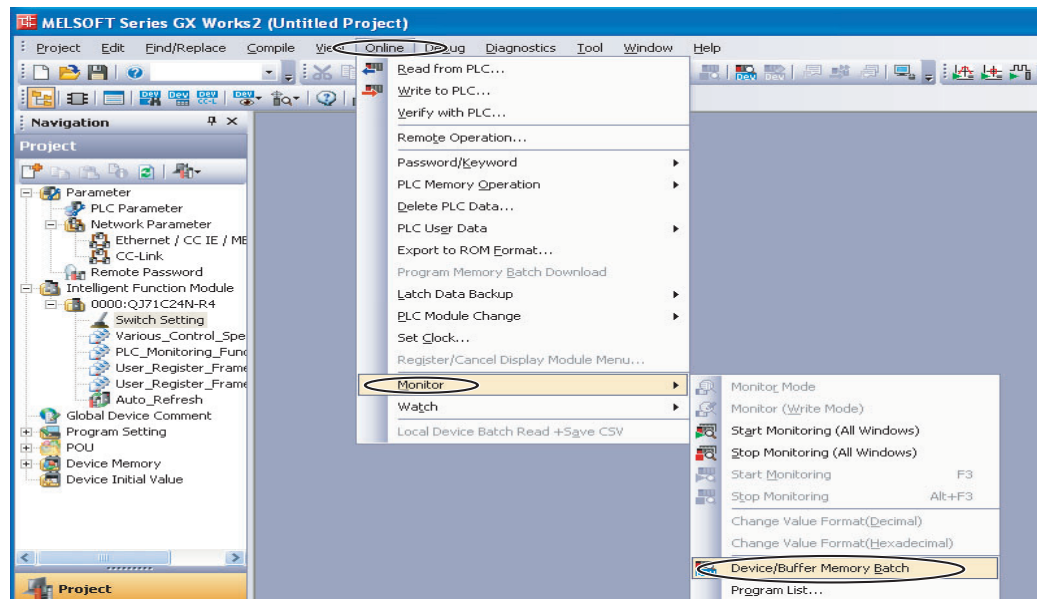 MELSOFT Series GX Works2 (Untitled Project)
Project Edit Find/Replace Compile View Online Debug Diagnostics Tool Window Help
Navigation
Project
Parameter
PLC Parameter
Network Parameter
Ethernet / CC IE / ME
CC-Link
Remote Password
Intelligent Function Module
0000:QJ71C24N-R4
Switch Setting
Various_Control_Spe
PLC_Monitoring_Func
User_Register_Frame
User_Register_Frame
Auto_Refresh
Global Device Comment
Program Setting
POU
Device Memory
Device Initial Value
Project
Read from PLC...
Write to PLC...
Verify with PLC...
Remote Operation...
Password/Keyword
PLC Memory Operation
Delete PLC Data...
PLC User Data
Export to ROM Format...
Program Memory Batch Download
Latch Data Backup
PLC Module Change
Set Clock...
Register/Cancel Display Module Menu...
Monitor
Watch
Local Device Batch Read +Save CSV
Monitor Mode
Monitor (Write Mode)
Start Monitoring (All Windows)
Stop Monitoring (All Windows)
Start Monitoring F3
Stop Monitoring Alt+F3
Change Value Format(Decimal)
Change Value Format(Hexadecimal)
Device/Buffer Memory Batch
Program List...